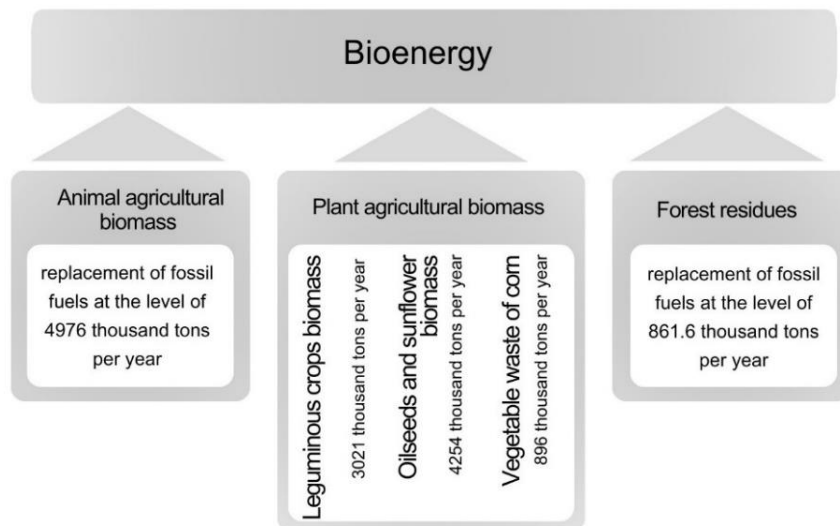 Bioenergy
Animal agricultural
biomass
replacement of fossil
fuels at the level of
4976 thousand tons
per year
Plant agricultural biomass
Leguminous crops biomass
3021 thousand tons per year
Oilseeds and sunflower
biomass
4254 thousand tons per year
Vegetable waste of corn
896 thousand tons per year
Forest residues
replacement of fossil
fuels at the level of
861.6 thousand tons
per year